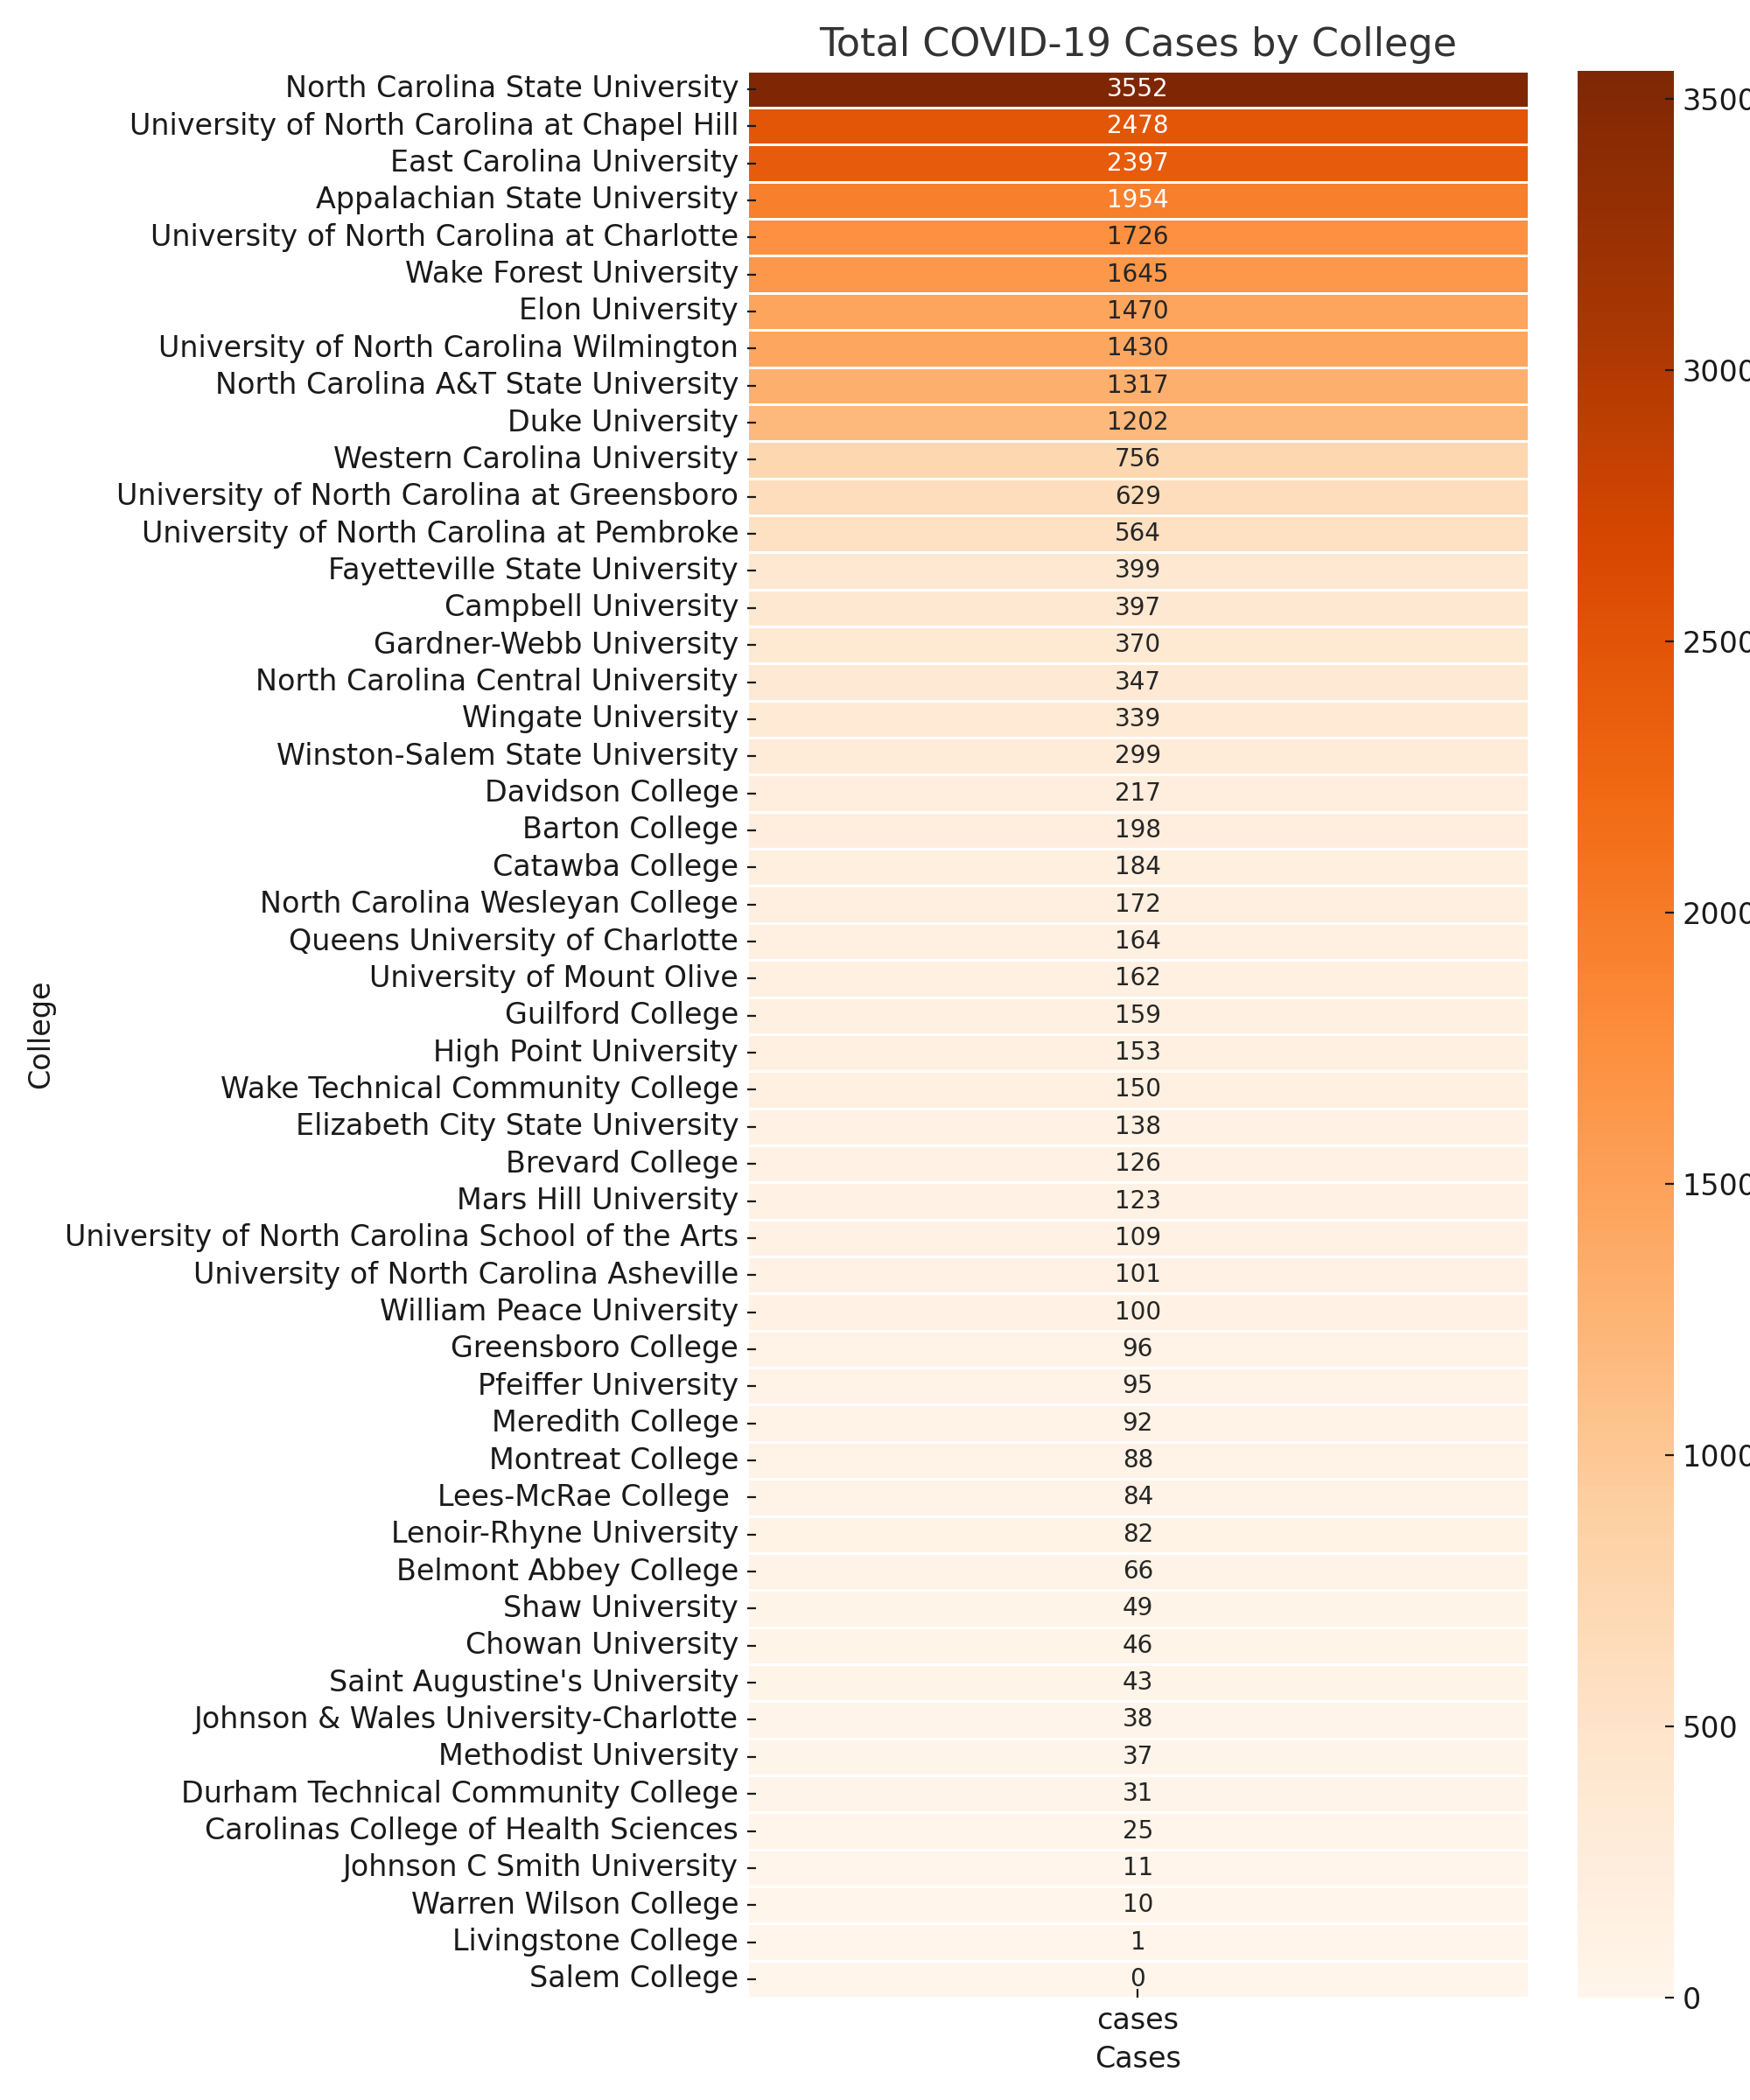 Total COVID-19 Cases by College
North Carolina State University 3552
University of North Carolina at Chapel Hill 2478
East Carolina University 2397
Appalachian State University 1954
University of North Carolina at Charlotte 1726
Wake Forest University 1645
Elon University 1470
University of North Carolina Wilmington 1430
North Carolina A&T State University 1317
Duke University 1202
Western Carolina University 756
University of North Carolina at Greensboro 629
University of North Carolina at Pembroke 564
Fayetteville State University 399
Campbell University 397
Gardner-Webb University 370
North Carolina Central University 347
Wingate University 339
Winston-Salem State University 299
Davidson College 217
Barton College 198
Catawba College 184
North Carolina Wesleyan College 172
Queens University of Charlotte 164
University of Mount Olive 162
Guilford College 159
High Point University 153
Wake Technical Community College 150
Elizabeth City State University 138
Brevard College 126
Mars Hill University 123
University of North Carolina School of the Arts 109
University of North Carolina Asheville 101
William Peace University 100
Greensboro College 96
Pfeiffer University 95
Meredith College 92
Montreat College 88
Lees-McRae College 84
Lenoir-Rhyne University 82
Belmont Abbey College 66
Shaw University 49
Chowan University 46
Saint Augustine's University 43
Johnson & Wales University-Charlotte 38
Methodist University 37
Durham Technical Community College 31
Carolinas College of Health Sciences 25
Johnson C Smith University 11
Warren Wilson College 10
Livingstone College 1
Salem College 0
College
cases
Cases
3500
3000
2500
2000
1500
1000
500
0